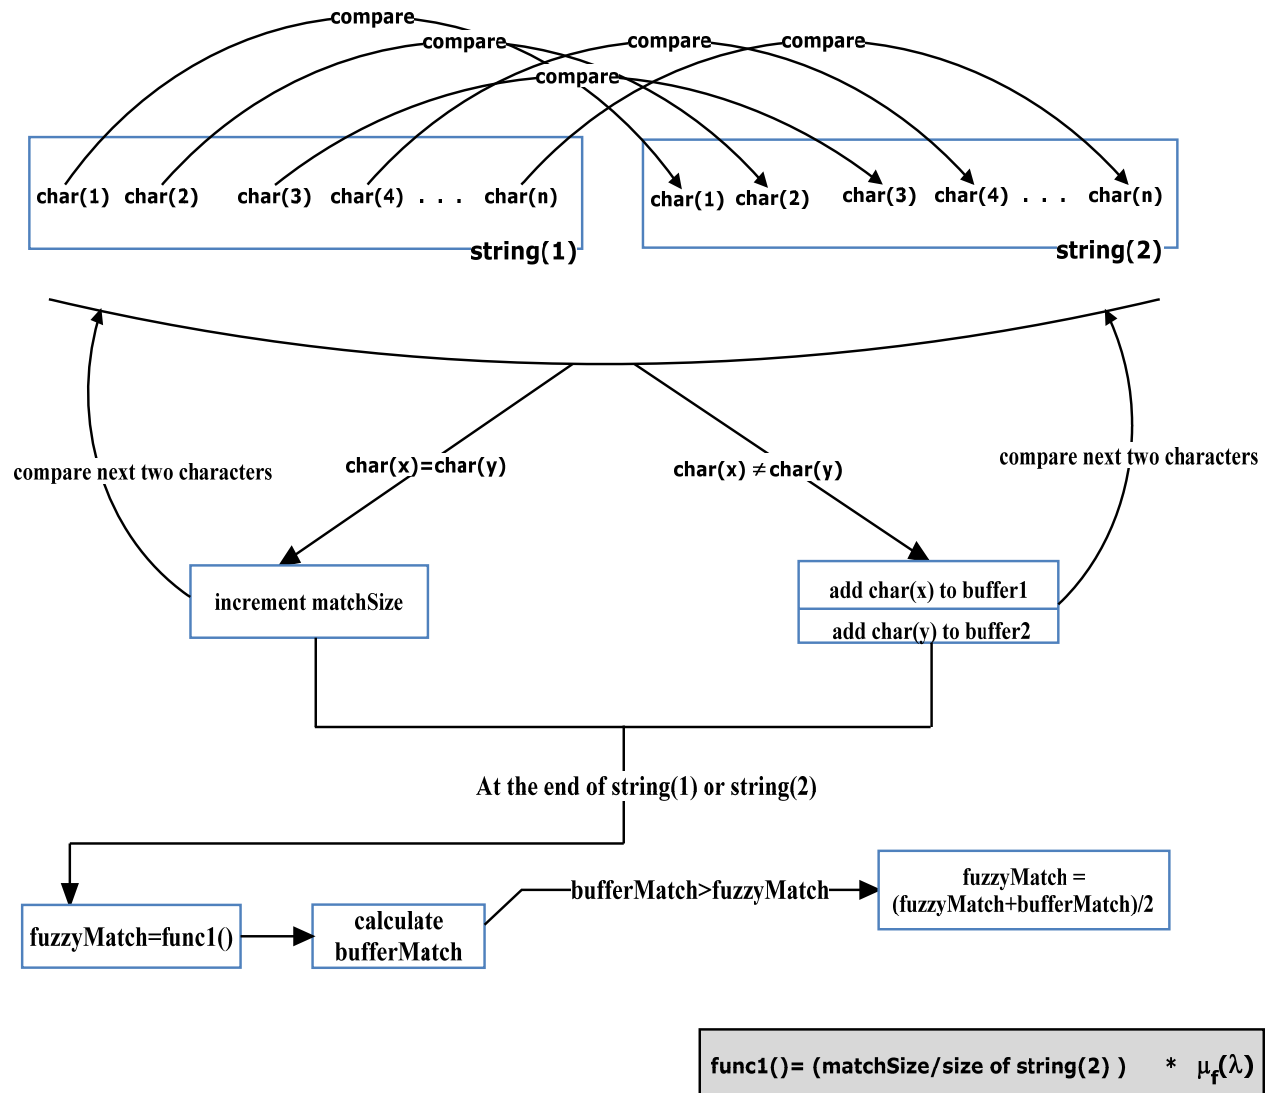 compare
compare
compare
compare
compare
char(1) char(2) char(3) char(4) . . . char(n)
string(1)
char(1) char(2) char(3) char(4) . . . char(n)
string(2)
compare next two characters
char(x)=char(y)
char(x) ≠char(y)
compare next two characters
increment matchSize
add char(x) to buffer1
add char(y) to buffer2
At the end of string(1) or string(2)
fuzzyMatch=func1()
calculate
bufferMatch
bufferMatch>fuzzyMatch
fuzzyMatch =
(fuzzyMatch+bufferMatch)/2
func1()= (matchSize/size of string(2) ) * μf(λ)